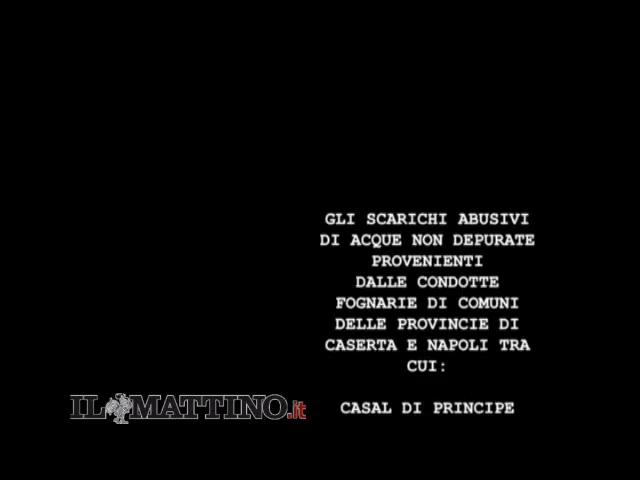 GLI SCARICHI ABUSIVI
DI ACQUE NON DEPURATE
PROVENIENTI
DALLE CONDOTTE
FOGNARIE DI COMUNI
DELLE PROVINCIE DI
CASERTA E NAPOLI TRA
CUI:
CASAL DI PRINCIPE
IL MATTINO.it